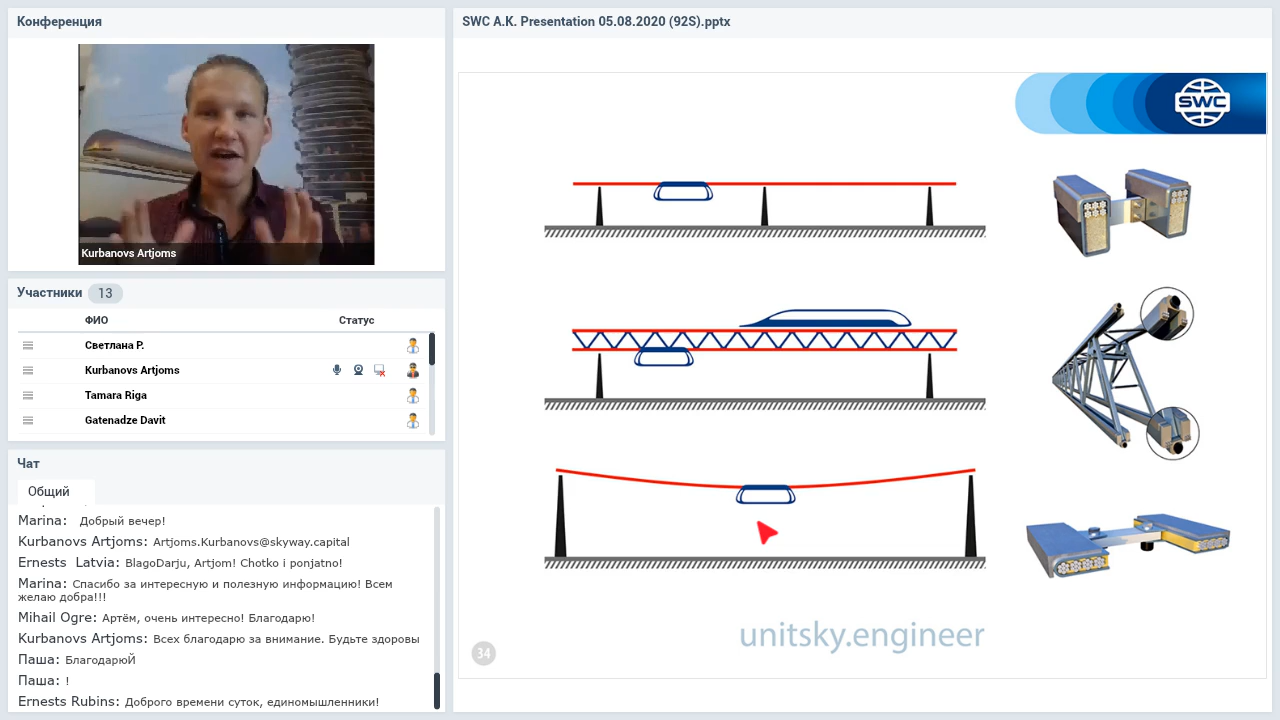 Конференция
Kurbanovs Artjoms
Участники 13
ФИО Статус
Светлана Р.
Kurbanovs Artjoms
Tamara Riga
Gatenadze Davit
Чат
Общий
Marina: Добрый вечер!
Kurbanovs Artjoms: Artjoms.Kurbanovs@skyway.capital
Ernests Latvia: BlagoDarju, Artjom! Chotko i ponjatno!
Marina: Спасибо за интересную и полезную информацию! Всем
желаю добра!!!
Mihail Ogre: Артём, очень интересно! Благодарю!
Kurbanovs Artjoms: Всех благодарю за внимание. Будьте здоровы
Паша: БлагодарюЙ
Паша: !
Ernests Rubins: Доброго времени суток, единомышленники!
SWC A.K. Presentation 05.08.2020 (92S).pptx
SWC
unitsky.engineer
34